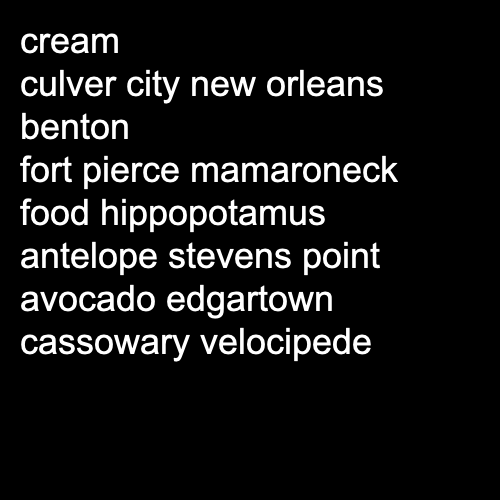 cream
culver city new orleans
benton
fort pierce mamaroneck
food hippopotamus
antelope stevens point
avocado edgartown
cassowary velocipede